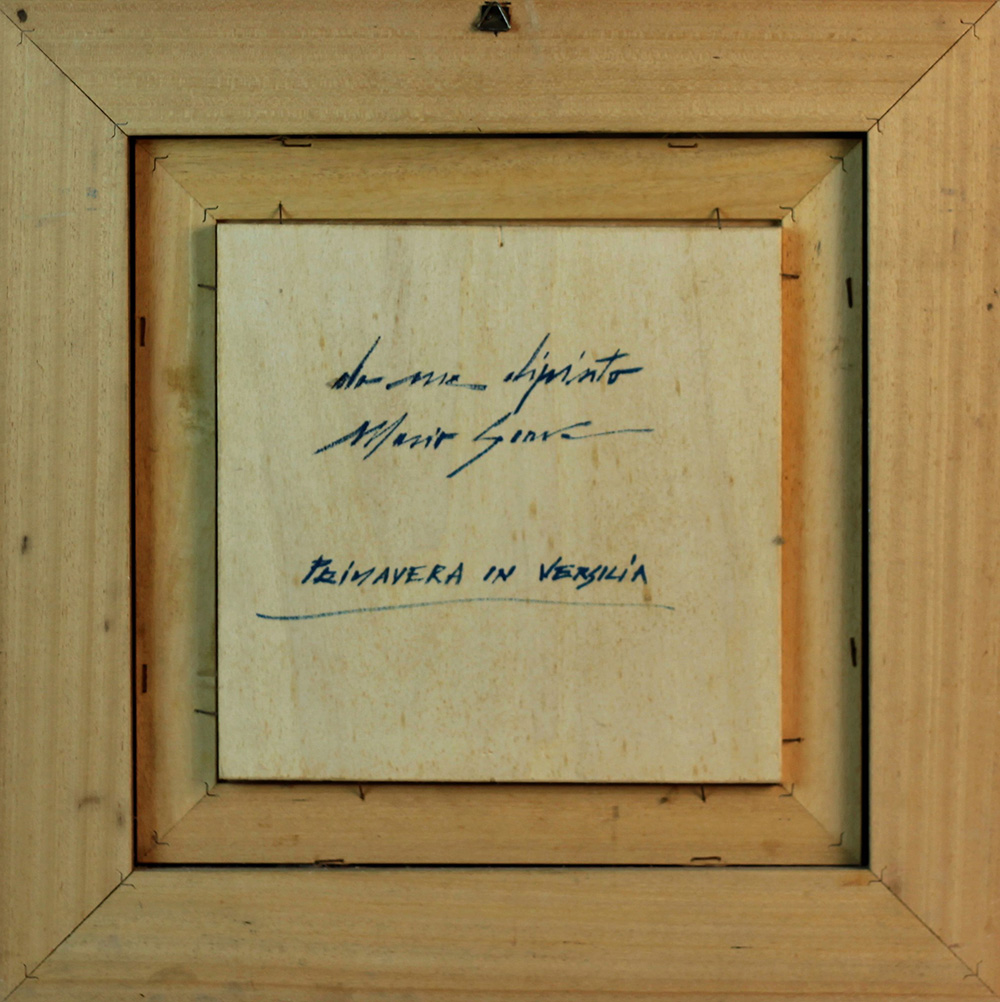 da me dipinto
Mario
PRIMAVERA IN VERSILIA